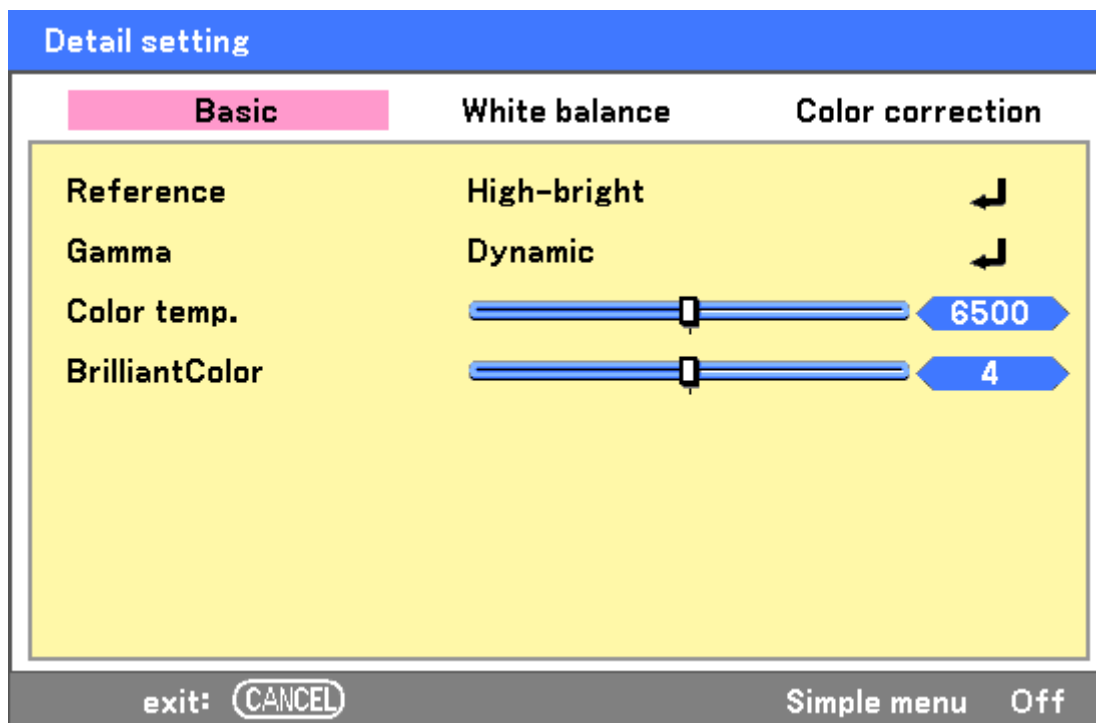 Detail setting
Basic White balance Color correction
Reference High-bright
Gamma Dynamic
Color temp. 6500
BrilliantColor 4
exit: CANCEL Simple menu Off